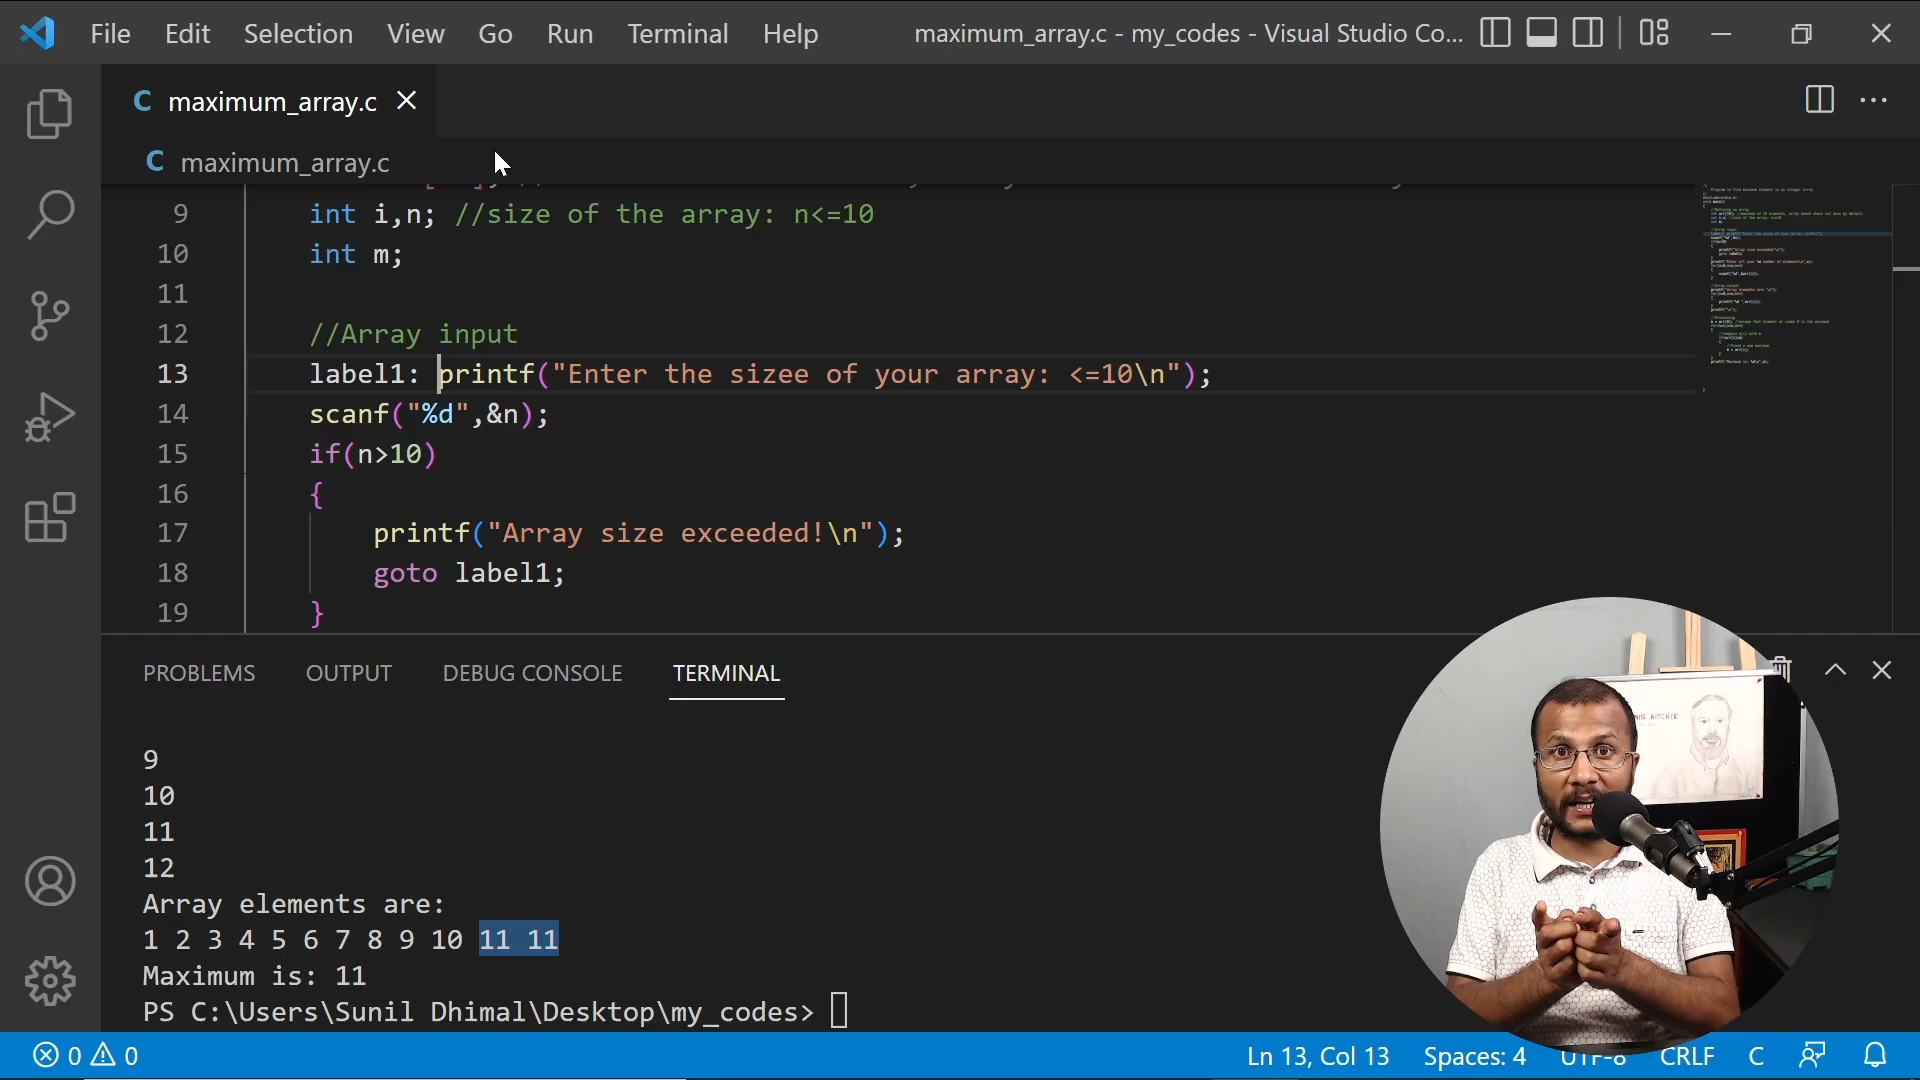 File Edit Selection View Go Run Terminal Help maximum_array.c - my_codes - Visual Studio Co...
C maximum_array.c
C maximum_array.c
9 int i,n; //size of the array: n<=10
10 int m;
11
12 //Array input
13 label1: printf("Enter the sizee of your array: <=10\n");
14 scanf("%d",&n);
15 if(n>10)
16 {
17 printf("Array size exceeded!\n");
18 goto label1;
19 }
PROBLEMS OUTPUT DEBUG CONSOLE TERMINAL
9
10
11
12
Array elements are:
1 2 3 4 5 6 7 8 9 10 11 11
Maximum is: 11
PS C:\Users\Sunil Dhimal\Desktop\my_codes>
0 0 Ln 13, Col 13 Spaces: 4 UTF-8 CRLF C
RITCHIE